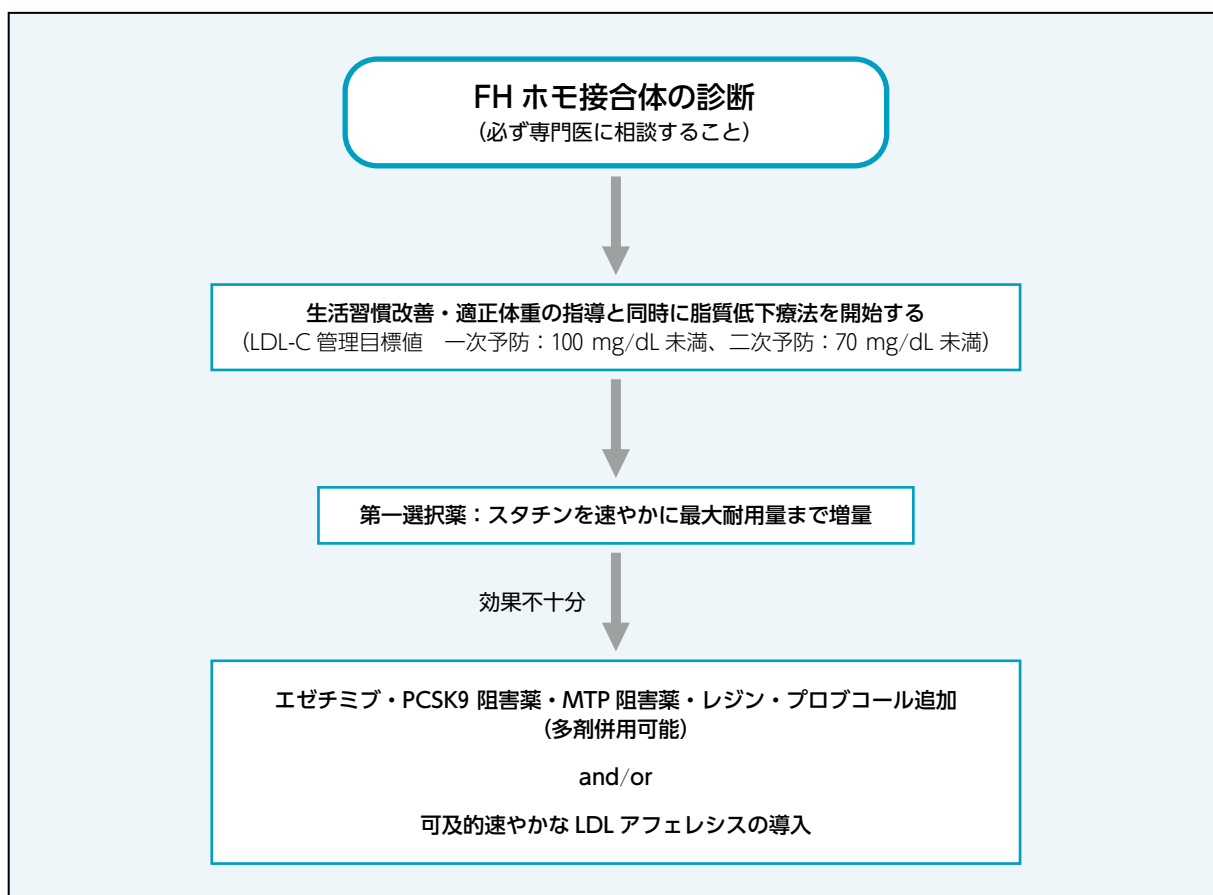 FH ホモ接合体の診断
（必ず専門医に相談すること）
生活習慣改善・適正体重の指導と同時に脂質低下療法を開始する
（LDL-C 管理目標値　一次予防：100 mg/dL 未満、二次予防：70 mg/dL 未満）
第一選択薬：スタチンを速やかに最大耐用量まで増量
効果不十分
エゼチミブ・PCSK9 阻害薬・MTP 阻害薬・レジン・プロブコール追加
（多剤併用可能）
and/or
可及的速やかな LDL アフェレシスの導入